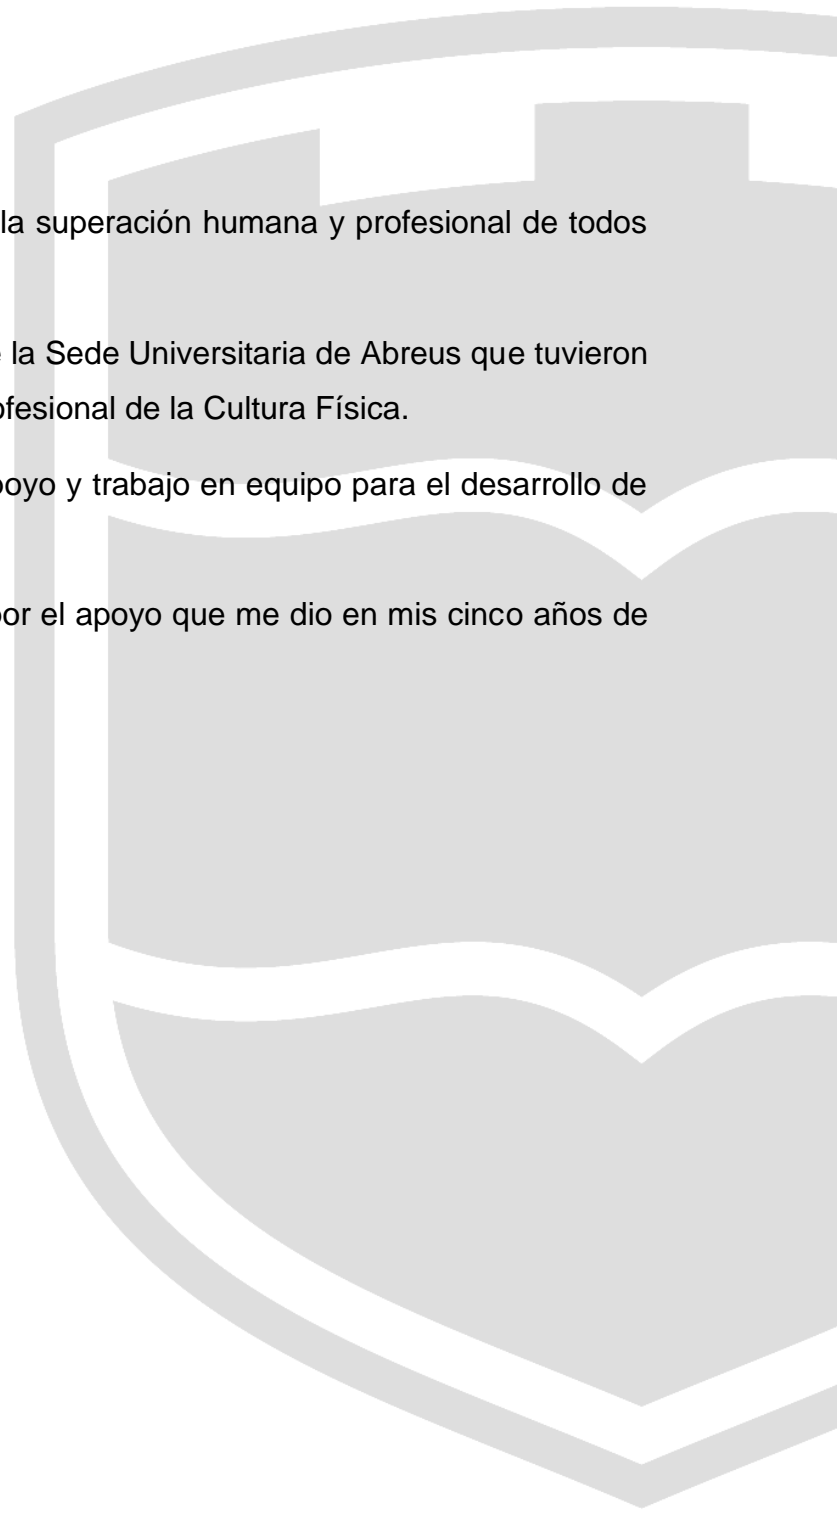 la superación humana y profesional de todos
la Sede Universitaria de Abreus que tuvieron
ofesional de la Cultura Física.
poyo y trabajo en equipo para el desarrollo de
por el apoyo que me dio en mis cinco años de